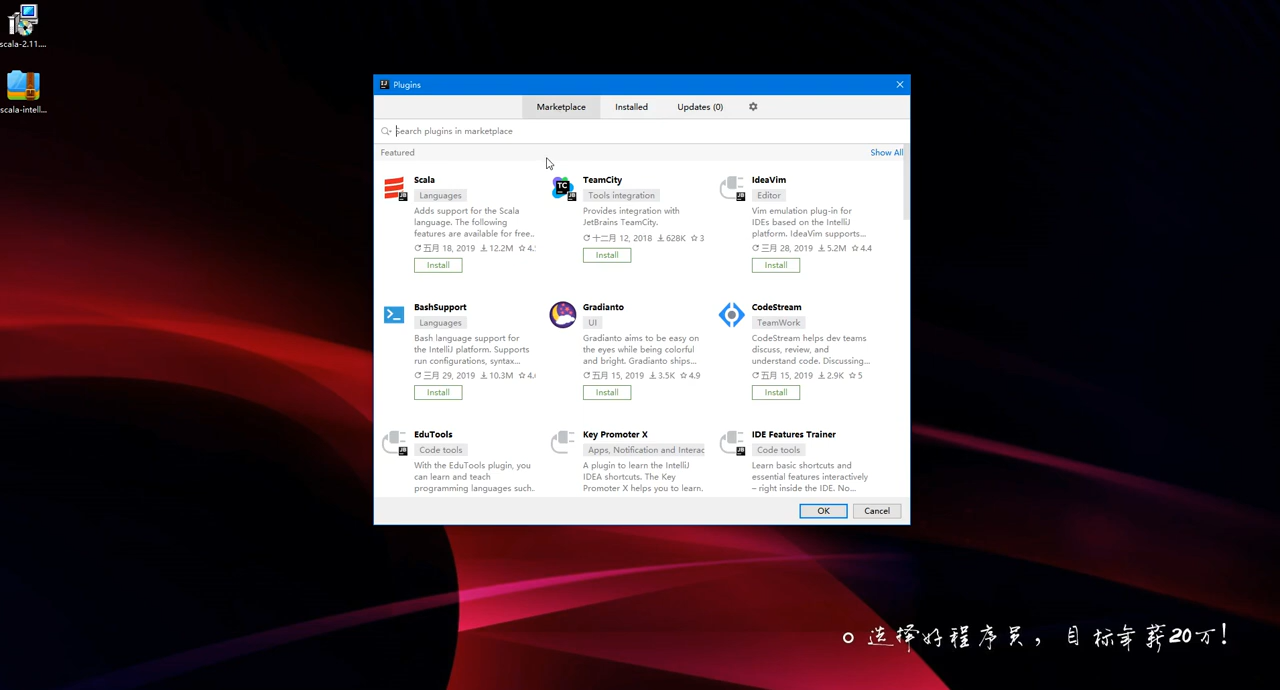 scala-2.11....
scala-intell...
Plugins
Marketplace
Installed
Updates (0)
Search plugins in marketplace
Featured
Show All
Scala
Languages
Adds support for the Scala
language. The following
features are available for free...
五月 18, 2019 12.2M 4.
Install
TeamCity
Tools integration
Provides integration with
JetBrains TeamCity.
十二月 12, 2018 628K 3
Install
IdeaVim
Editor
Vim emulation plug-in for
IDEs based on the IntelliJ
platform. IdeaVim supports...
三月 28, 2019 5.2M 4.4
Install
BashSupport
Languages
Bash language support for
the IntelliJ platform. Supports
run configurations, syntax...
三月 29, 2019 10.3M 4.
Install
Gradianto
UI
Gradianto aims to be easy on
the eyes while being colorful
and bright. Gradianto ships...
五月 15, 2019 3.5K 4.9
Install
CodeStream
TeamWork
CodeStream helps dev teams
discuss, review, and
understand code. Discussing...
五月 15, 2019 2.9K 5
Install
EduTools
Code tools
With the EduTools plugin, you
can learn and teach
programming languages such...
Key Promoter X
Apps, Notification and Interac
A plugin to learn the IntelliJ
IDEA shortcuts. The Key
Promoter X helps you to learn...
IDE Features Trainer
Code tools
Learn basic shortcuts and
essential features interactively
– right inside the IDE. No...
OK
Cancel
选择好程序员，目标年薪20万!